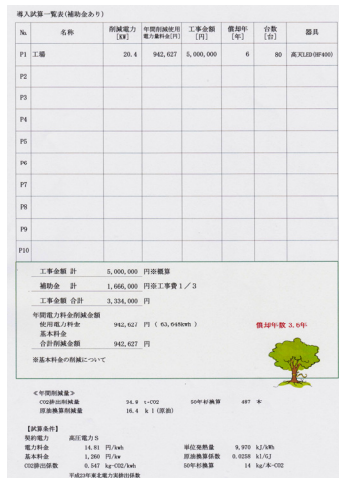 導入試算一覧表(補助金あり)
No. 名称 削減電力[KW] 年間削減使用電力量料金[円] 工事金額[円] 償却年[年] 台数[台] 器具
P1 工場 20.4 942,627 5,000,000 6 80 高天LED(HF400)
P2
P3
P4
P5
P6
P7
P8
P9
P10
工事金額 計 5,000,000 円※概算
補助金 計 1,666,000 円※工事費1/3
工事金額 合計 3,334,000 円
年間電力料金削減金額
使用電力料金 942,627 円 ( 63,648kwh )
基本料金
合計削減金額 942,627 円
償却年数 3.6年
※基本料金の削減について
≪年間削減量≫
CO2排出削減量 34.8 t-CO2 50年杉換算 487 本
原油換算削減量 16.4 kl(原油)
【試算条件】
契約電力 高圧電力S
電力料金 14.81 円/kwh 単位発熱量 9,970 kJ/kWh
基本料金 1,260 円/kw 原油換算係数 0.0258 kl/GJ
CO2排出係数 0.547 kg-CO2/kwh 50年杉換算 14 kg/本-CO2
平成23年東北電力実排出係数